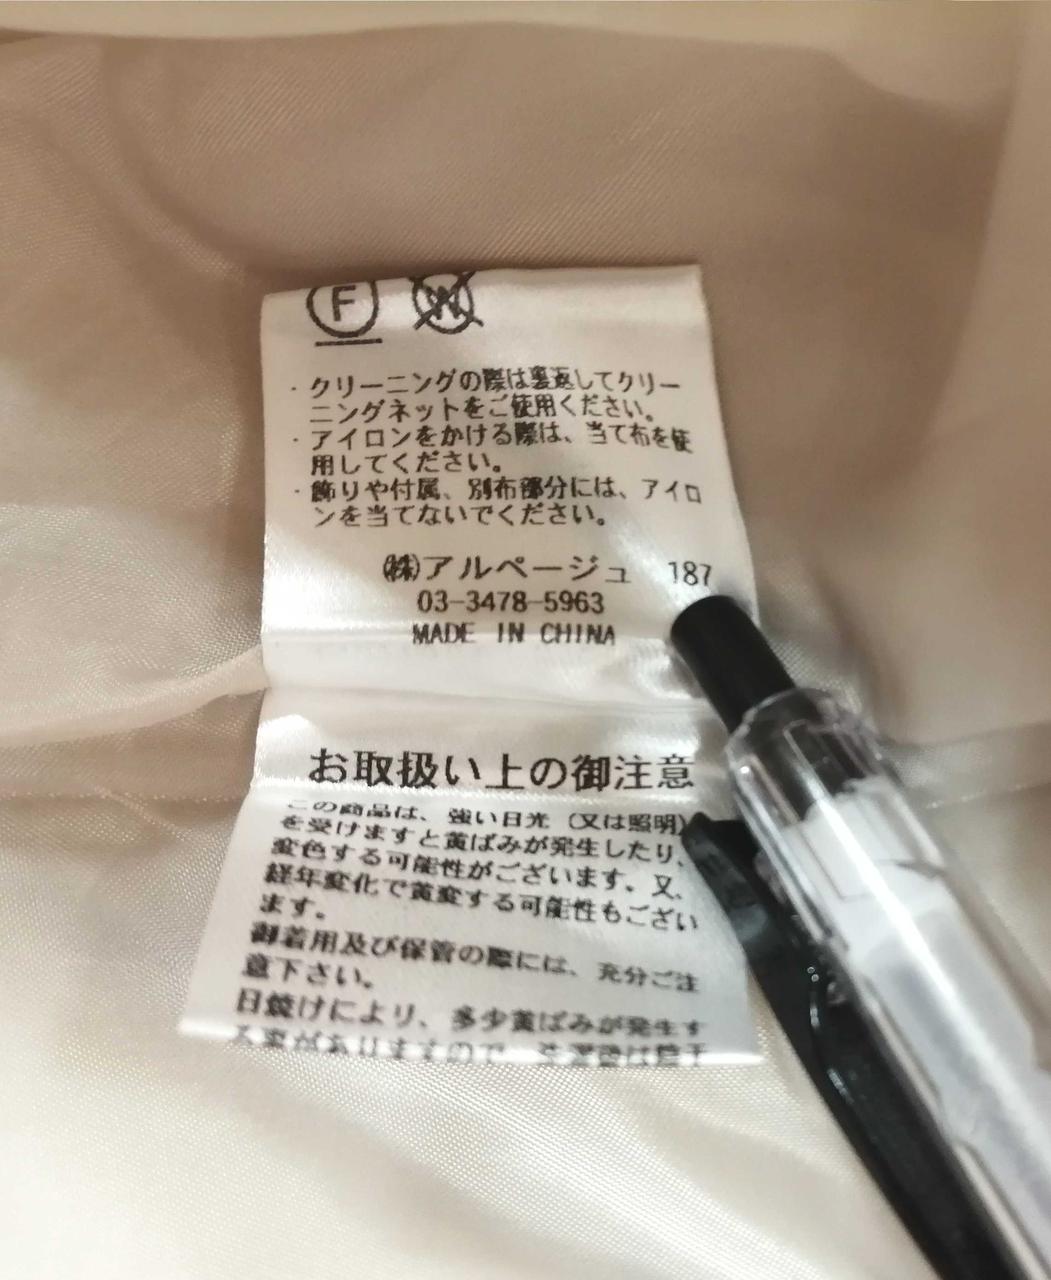 F W
・クリーニングの際は裏返してクリー
ニングネットをご使用ください。
・アイロンをかける際は、当て布を使
用してください。
・飾りや付属、別布部分には、アイロ
ンを当てないでください。
㈱アルページュ 187
03-3478-5963
MADE IN CHINA
お取扱い上の御注意
この商品は、強い日光(又は照明)
を受けますと黄ばみが発生したり、
変色する可能性がございます。又、
経年変化で黄変する可能性もござい
ます。
御着用及び保管の際には、充分ご注
意下さい。
日焼けにより、多少黄ばみが発生す
る事がありますので、